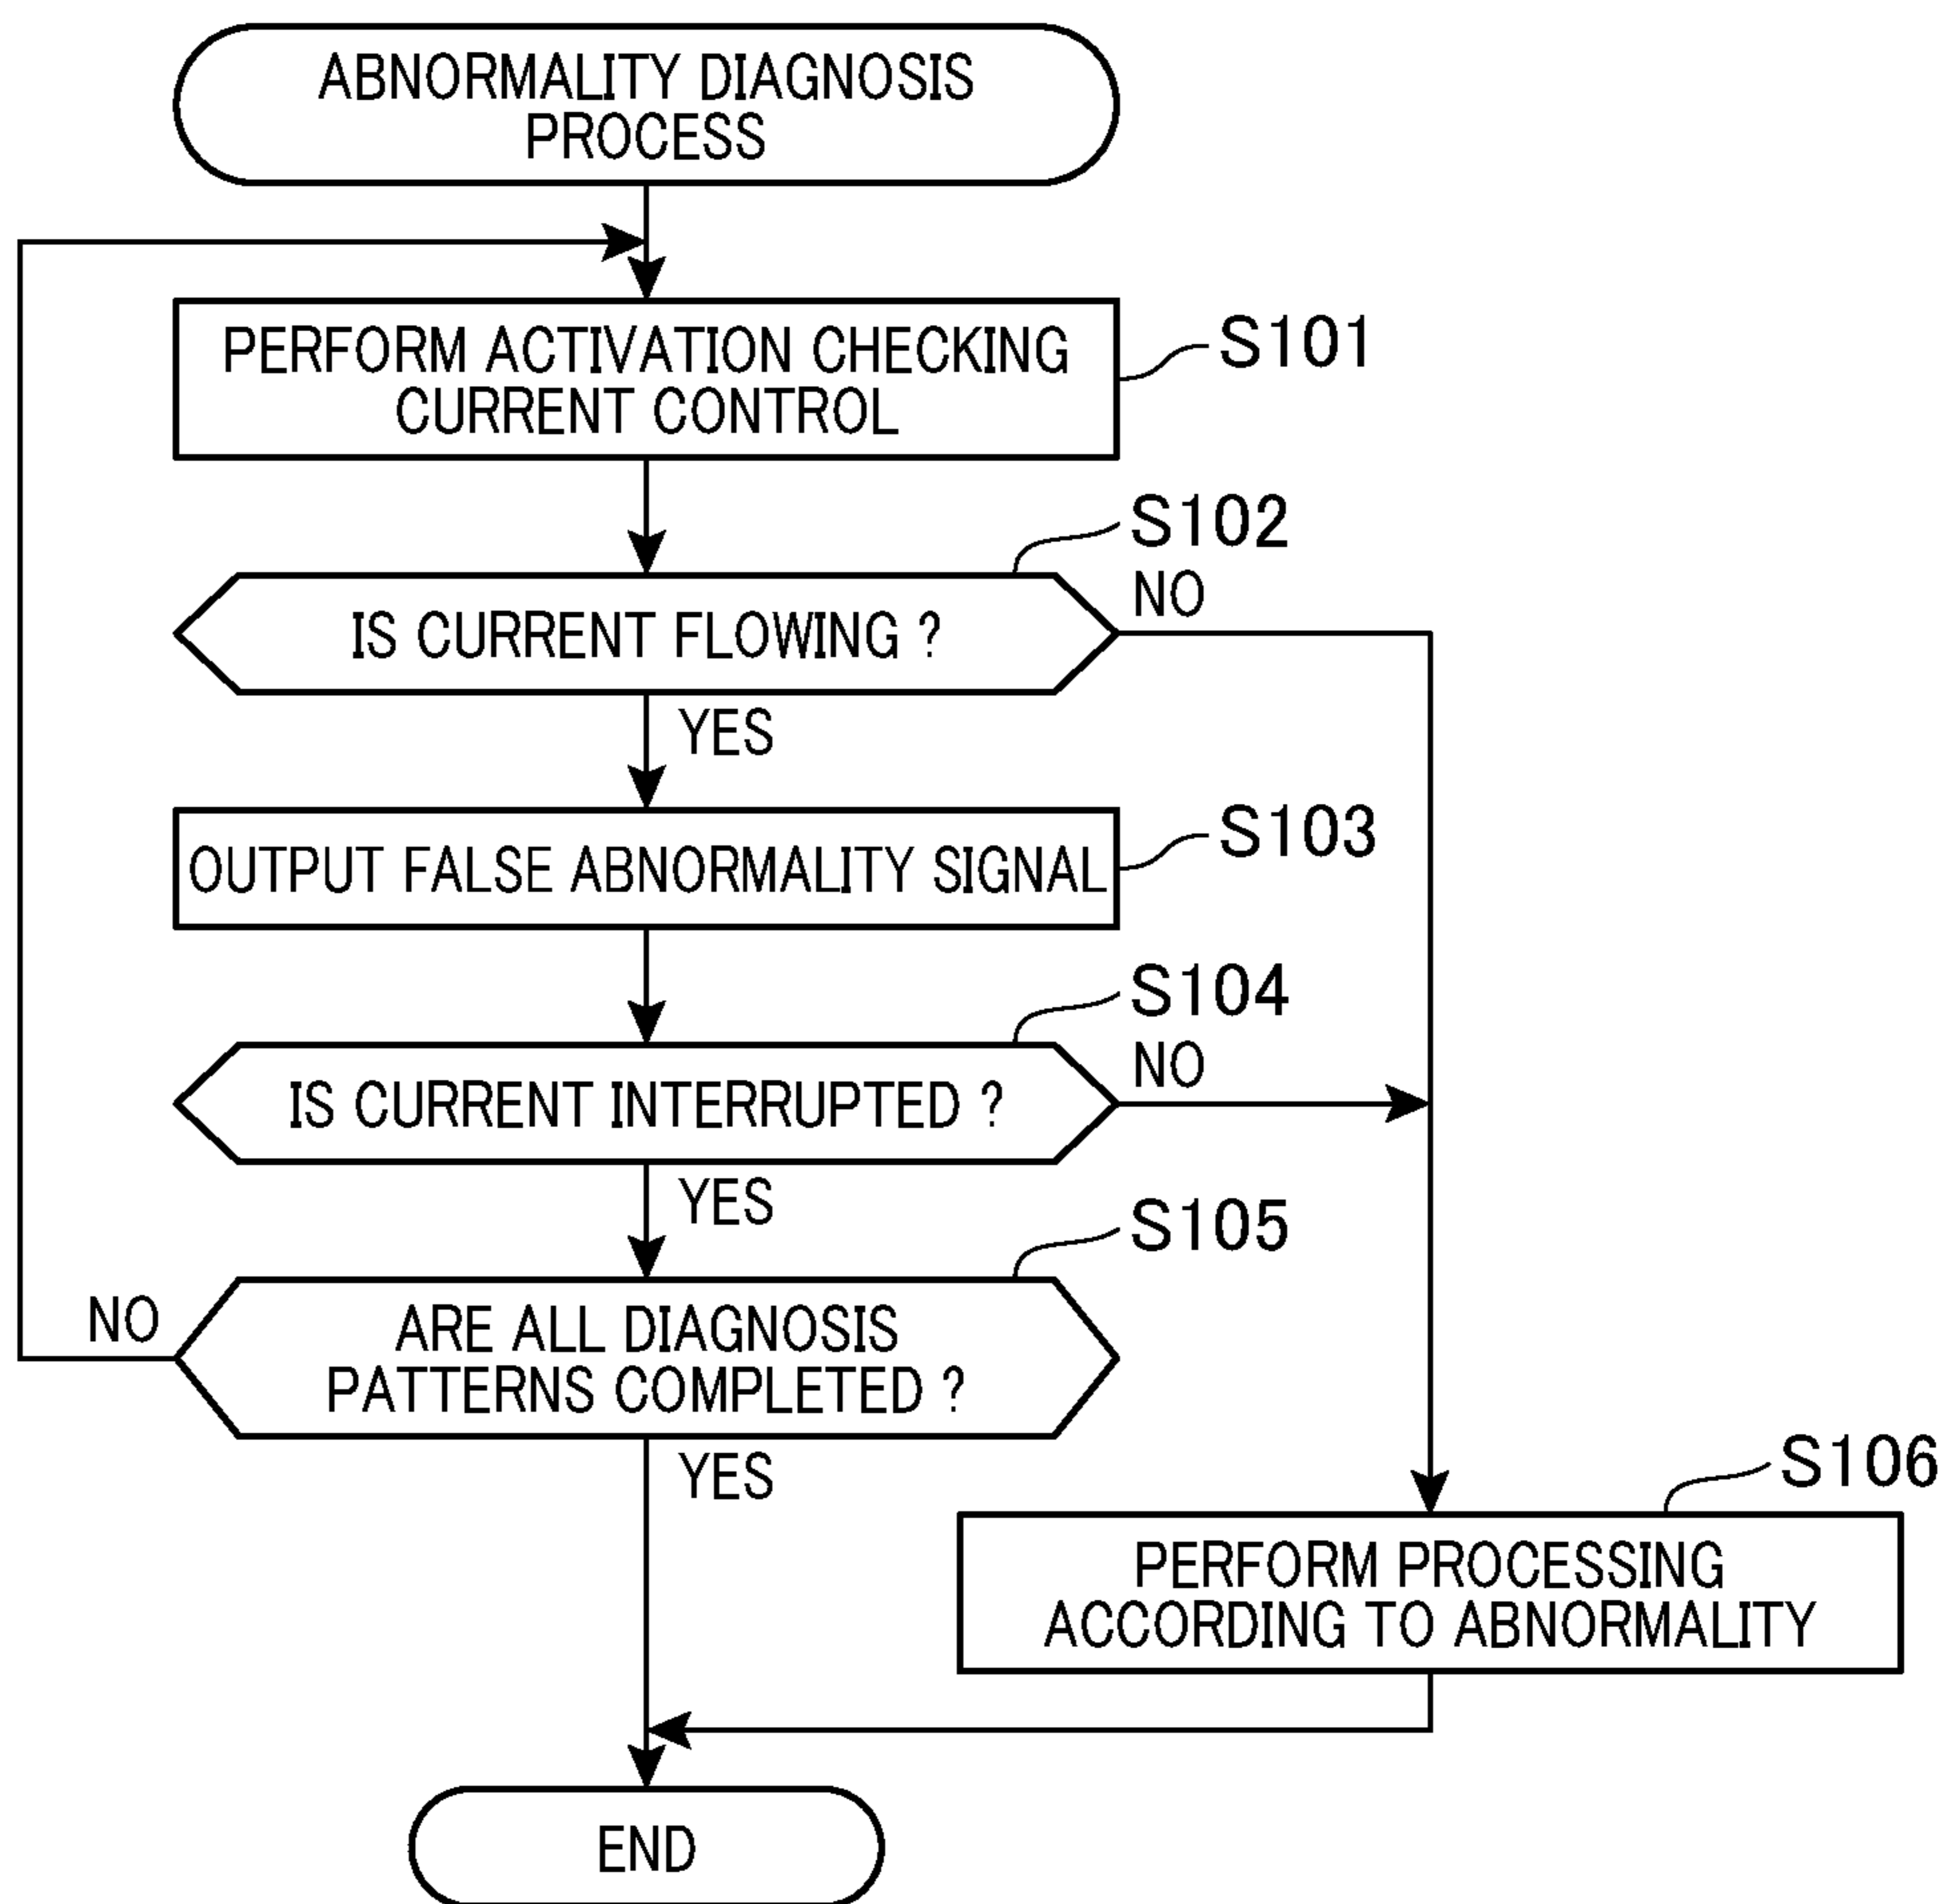 ABNORMALITY DIAGNOSIS
PROCESS
PERFORM ACTIVATION CHECKING
CURRENT CONTROL
S101
S102
IS CURRENT FLOWING ?
NO
YES
OUTPUT FALSE ABNORMALITY SIGNAL
S103
S104
IS CURRENT INTERRUPTED ?
NO
YES
S105
ARE ALL DIAGNOSIS
PATTERNS COMPLETED ?
NO
YES
S106
PERFORM PROCESSING
ACCORDING TO ABNORMALITY
END